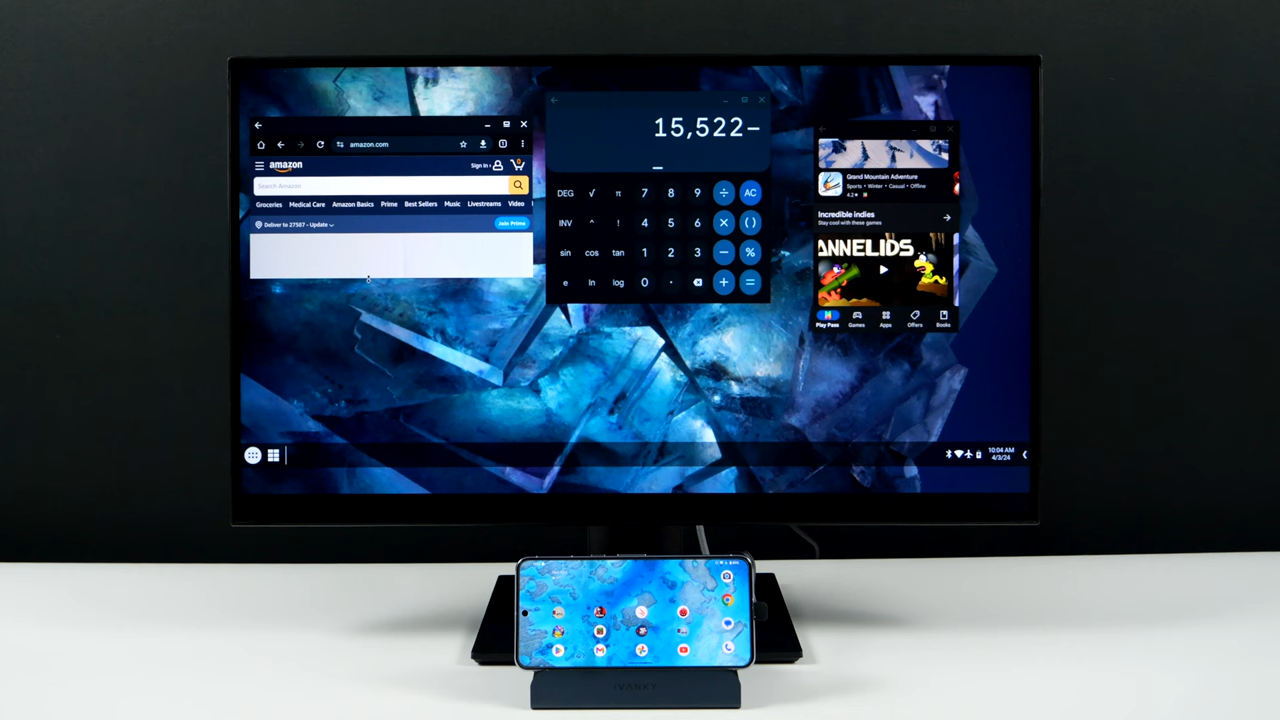 amazon.com
amazon
Sign In ›
0
Search Amazon
Groceries Medical Care Amazon Basics Prime Best Sellers Music Livestreams Video
Deliver to 27587 - Update
Join Prime
15,522−
DEG √ π 7 8 9 ÷ AC
INV ^ ! 4 5 6 × ( )
sin cos tan 1 2 3 − %
e ln log 0 . + =
Grand Mountain Adventure
Sports • Winter • Casual • Offline
4.2★
Incredible indies
Stay cool with these games
ANNELIDS
Play Pass Games Apps Offers Books
10:04 AM
4/3/24
iVANKY